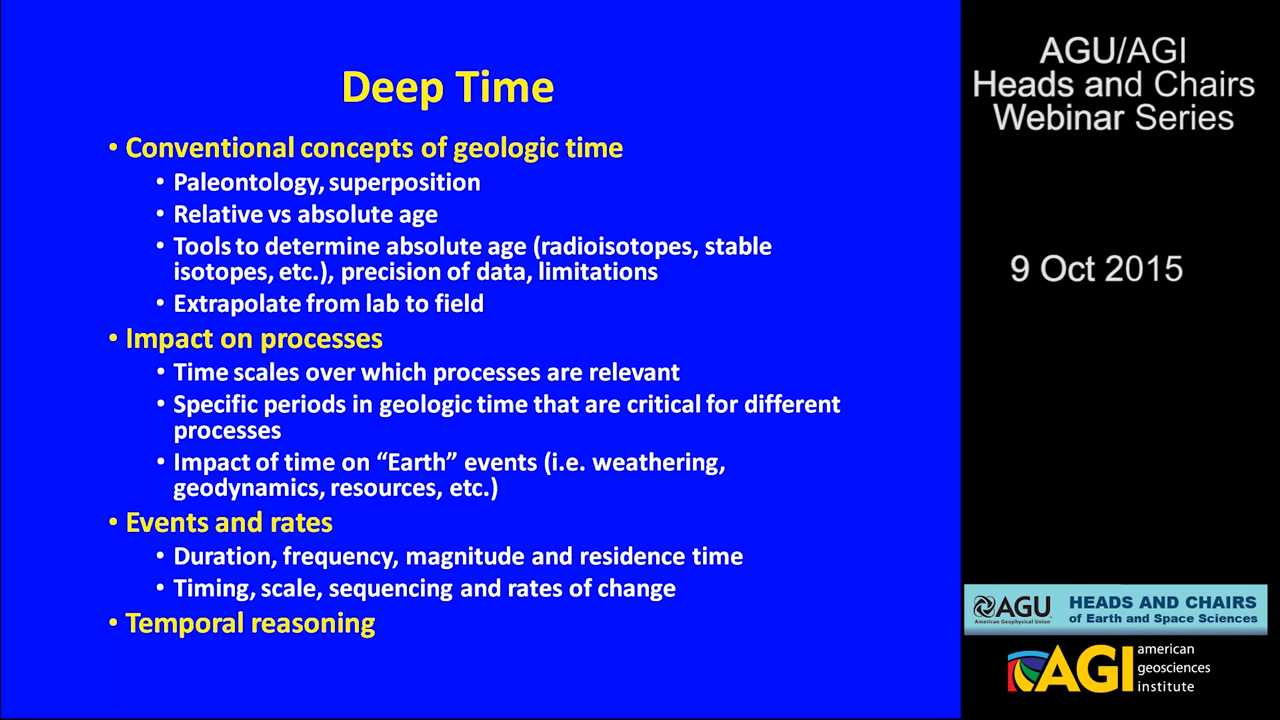 Deep Time
• Conventional concepts of geologic time
• Paleontology, superposition
• Relative vs absolute age
• Tools to determine absolute age (radioisotopes, stable
isotopes, etc.), precision of data, limitations
• Extrapolate from lab to field
• Impact on processes
• Time scales over which processes are relevant
• Specific periods in geologic time that are critical for different
processes
• Impact of time on “Earth” events (i.e. weathering,
geodynamics, resources, etc.)
• Events and rates
• Duration, frequency, magnitude and residence time
• Timing, scale, sequencing and rates of change
• Temporal reasoning
AGU/AGI
Heads and Chairs
Webinar Series
9 Oct 2015
AGU
American Geophysical Union
HEADS AND CHAIRS
of Earth and Space Sciences
AGI
american
geosciences
institute